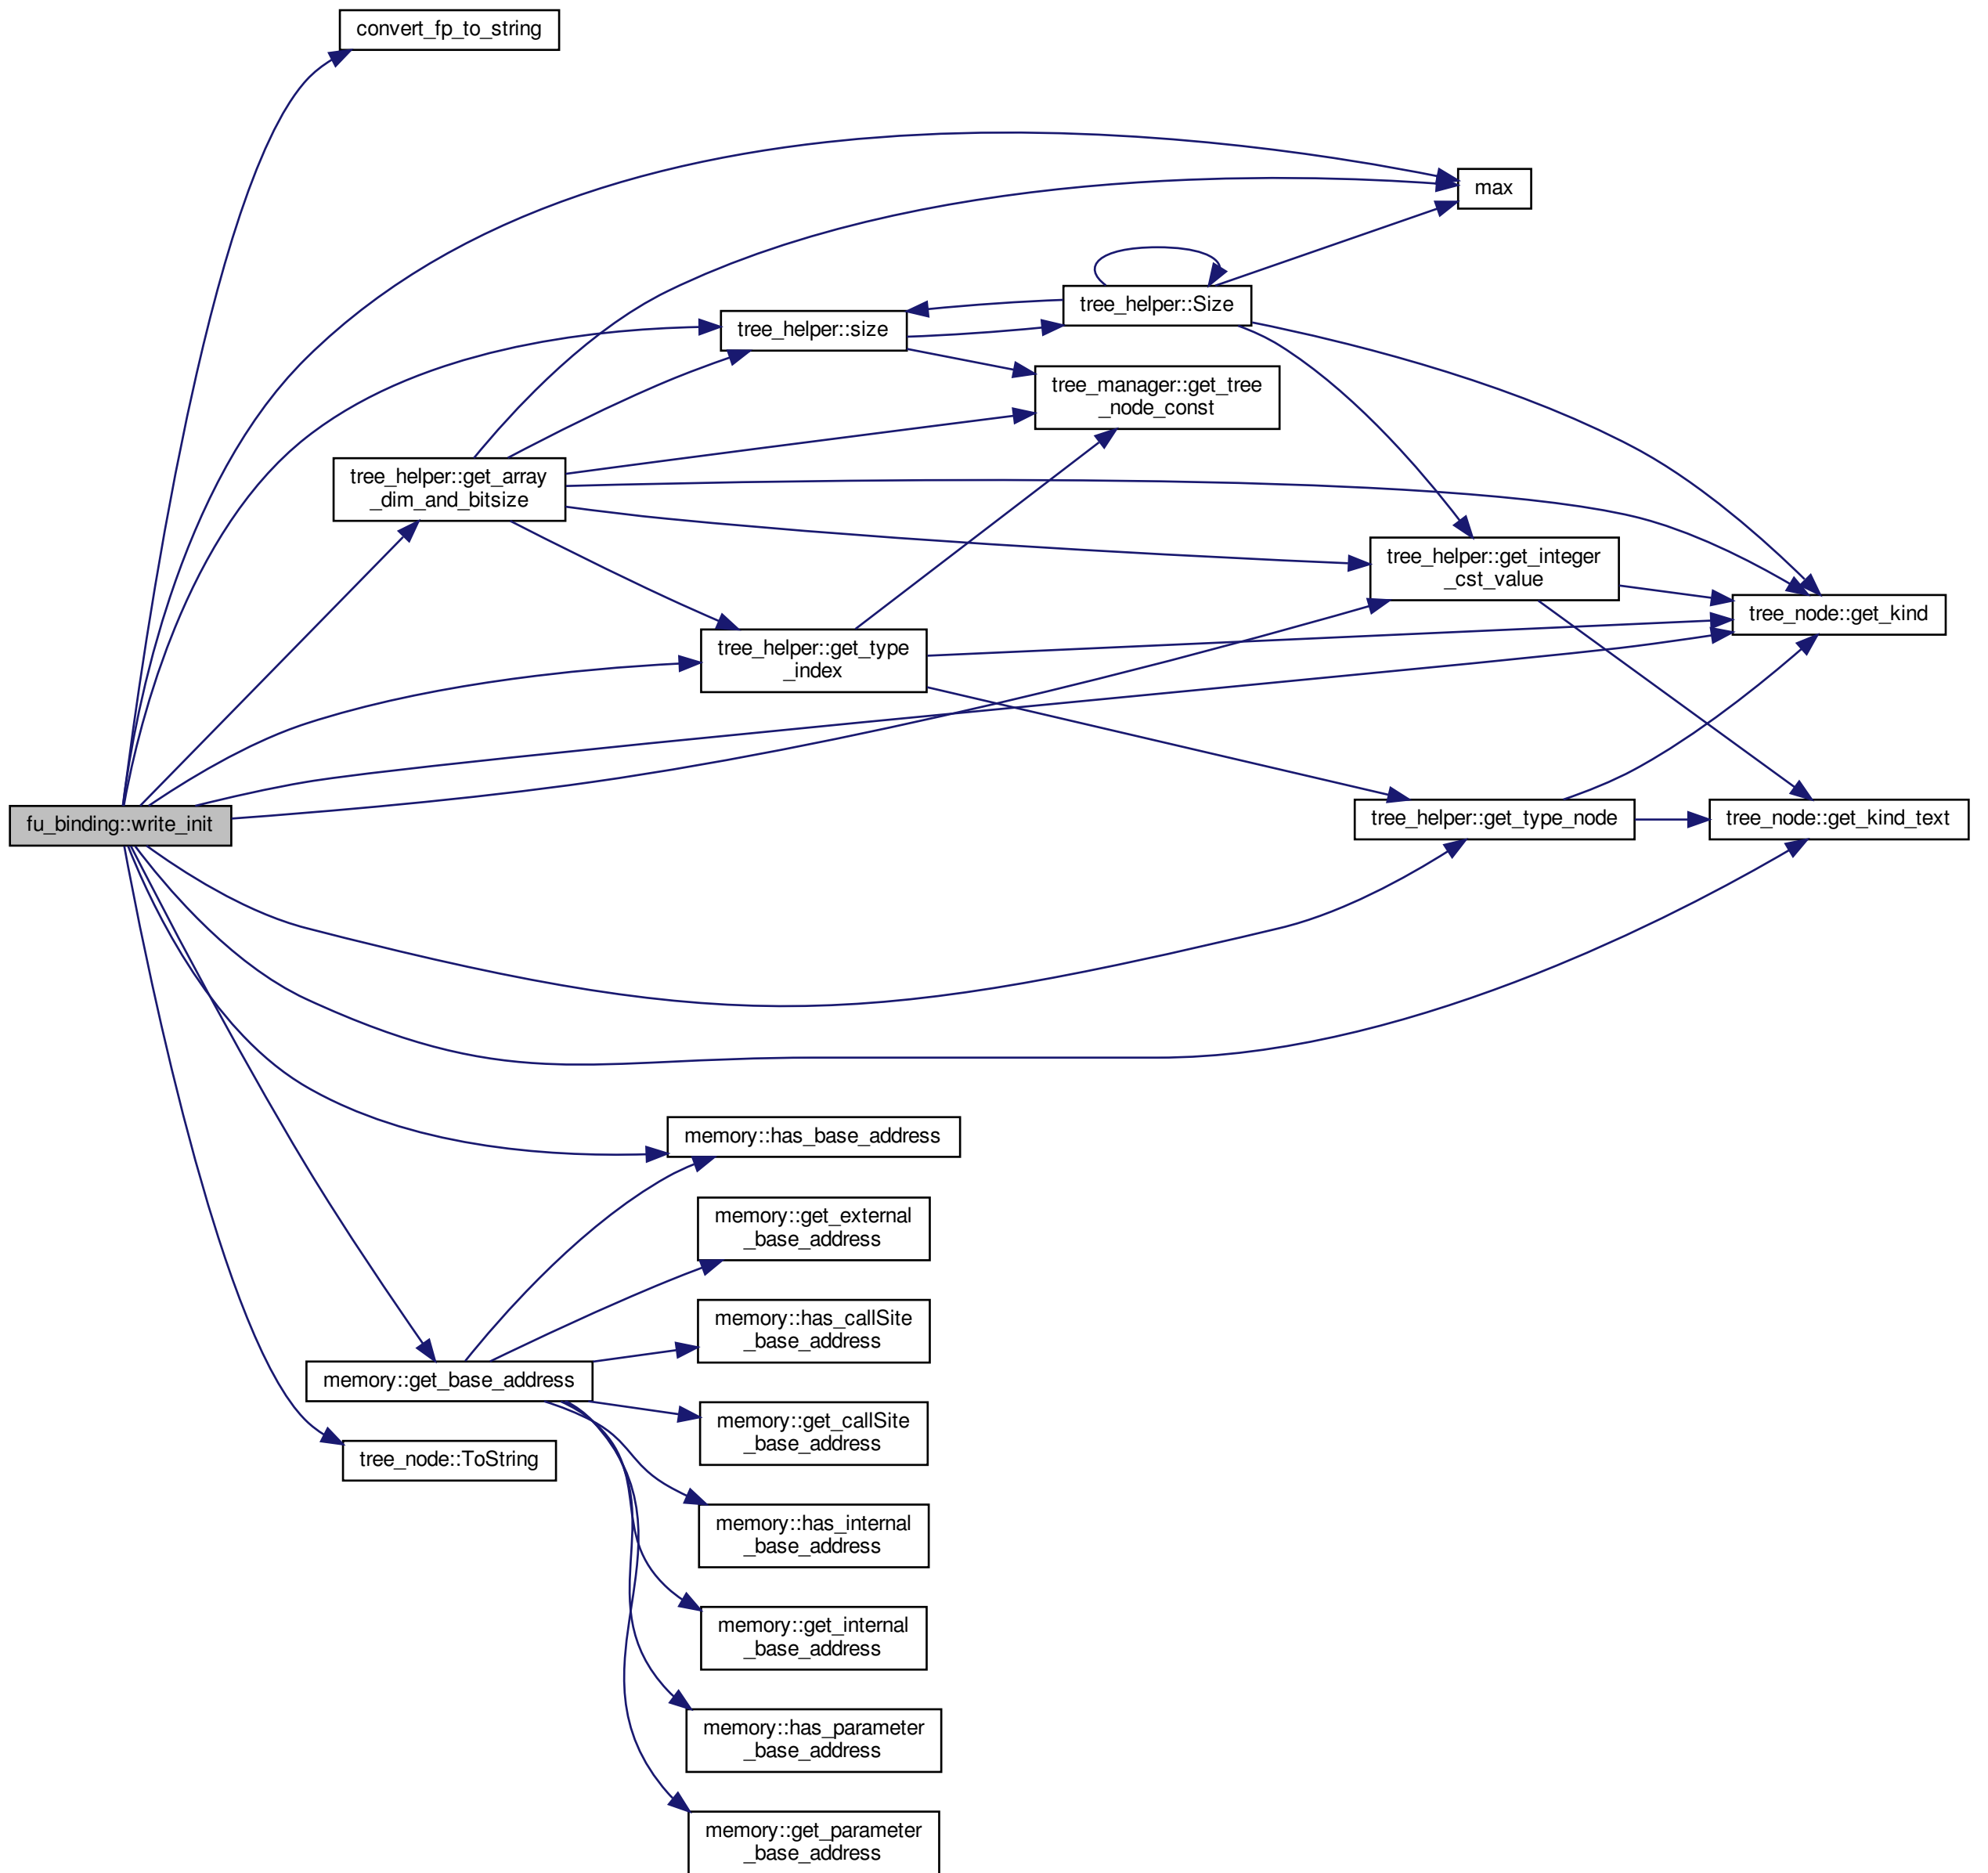 convert_fp_to_string
max
tree_helper::Size
tree_helper::size
tree_manager::get_tree
_node_const
tree_helper::get_array
_dim_and_bitsize
tree_helper::get_integer
_cst_value
tree_node::get_kind
tree_helper::get_type
_index
fu_binding::write_init
tree_helper::get_type_node
tree_node::get_kind_text
memory::has_base_address
memory::get_external
_base_address
memory::has_callSite
_base_address
memory::get_base_address
memory::get_callSite
_base_address
tree_node::ToString
memory::has_internal
_base_address
memory::get_internal
_base_address
memory::has_parameter
_base_address
memory::get_parameter
_base_address